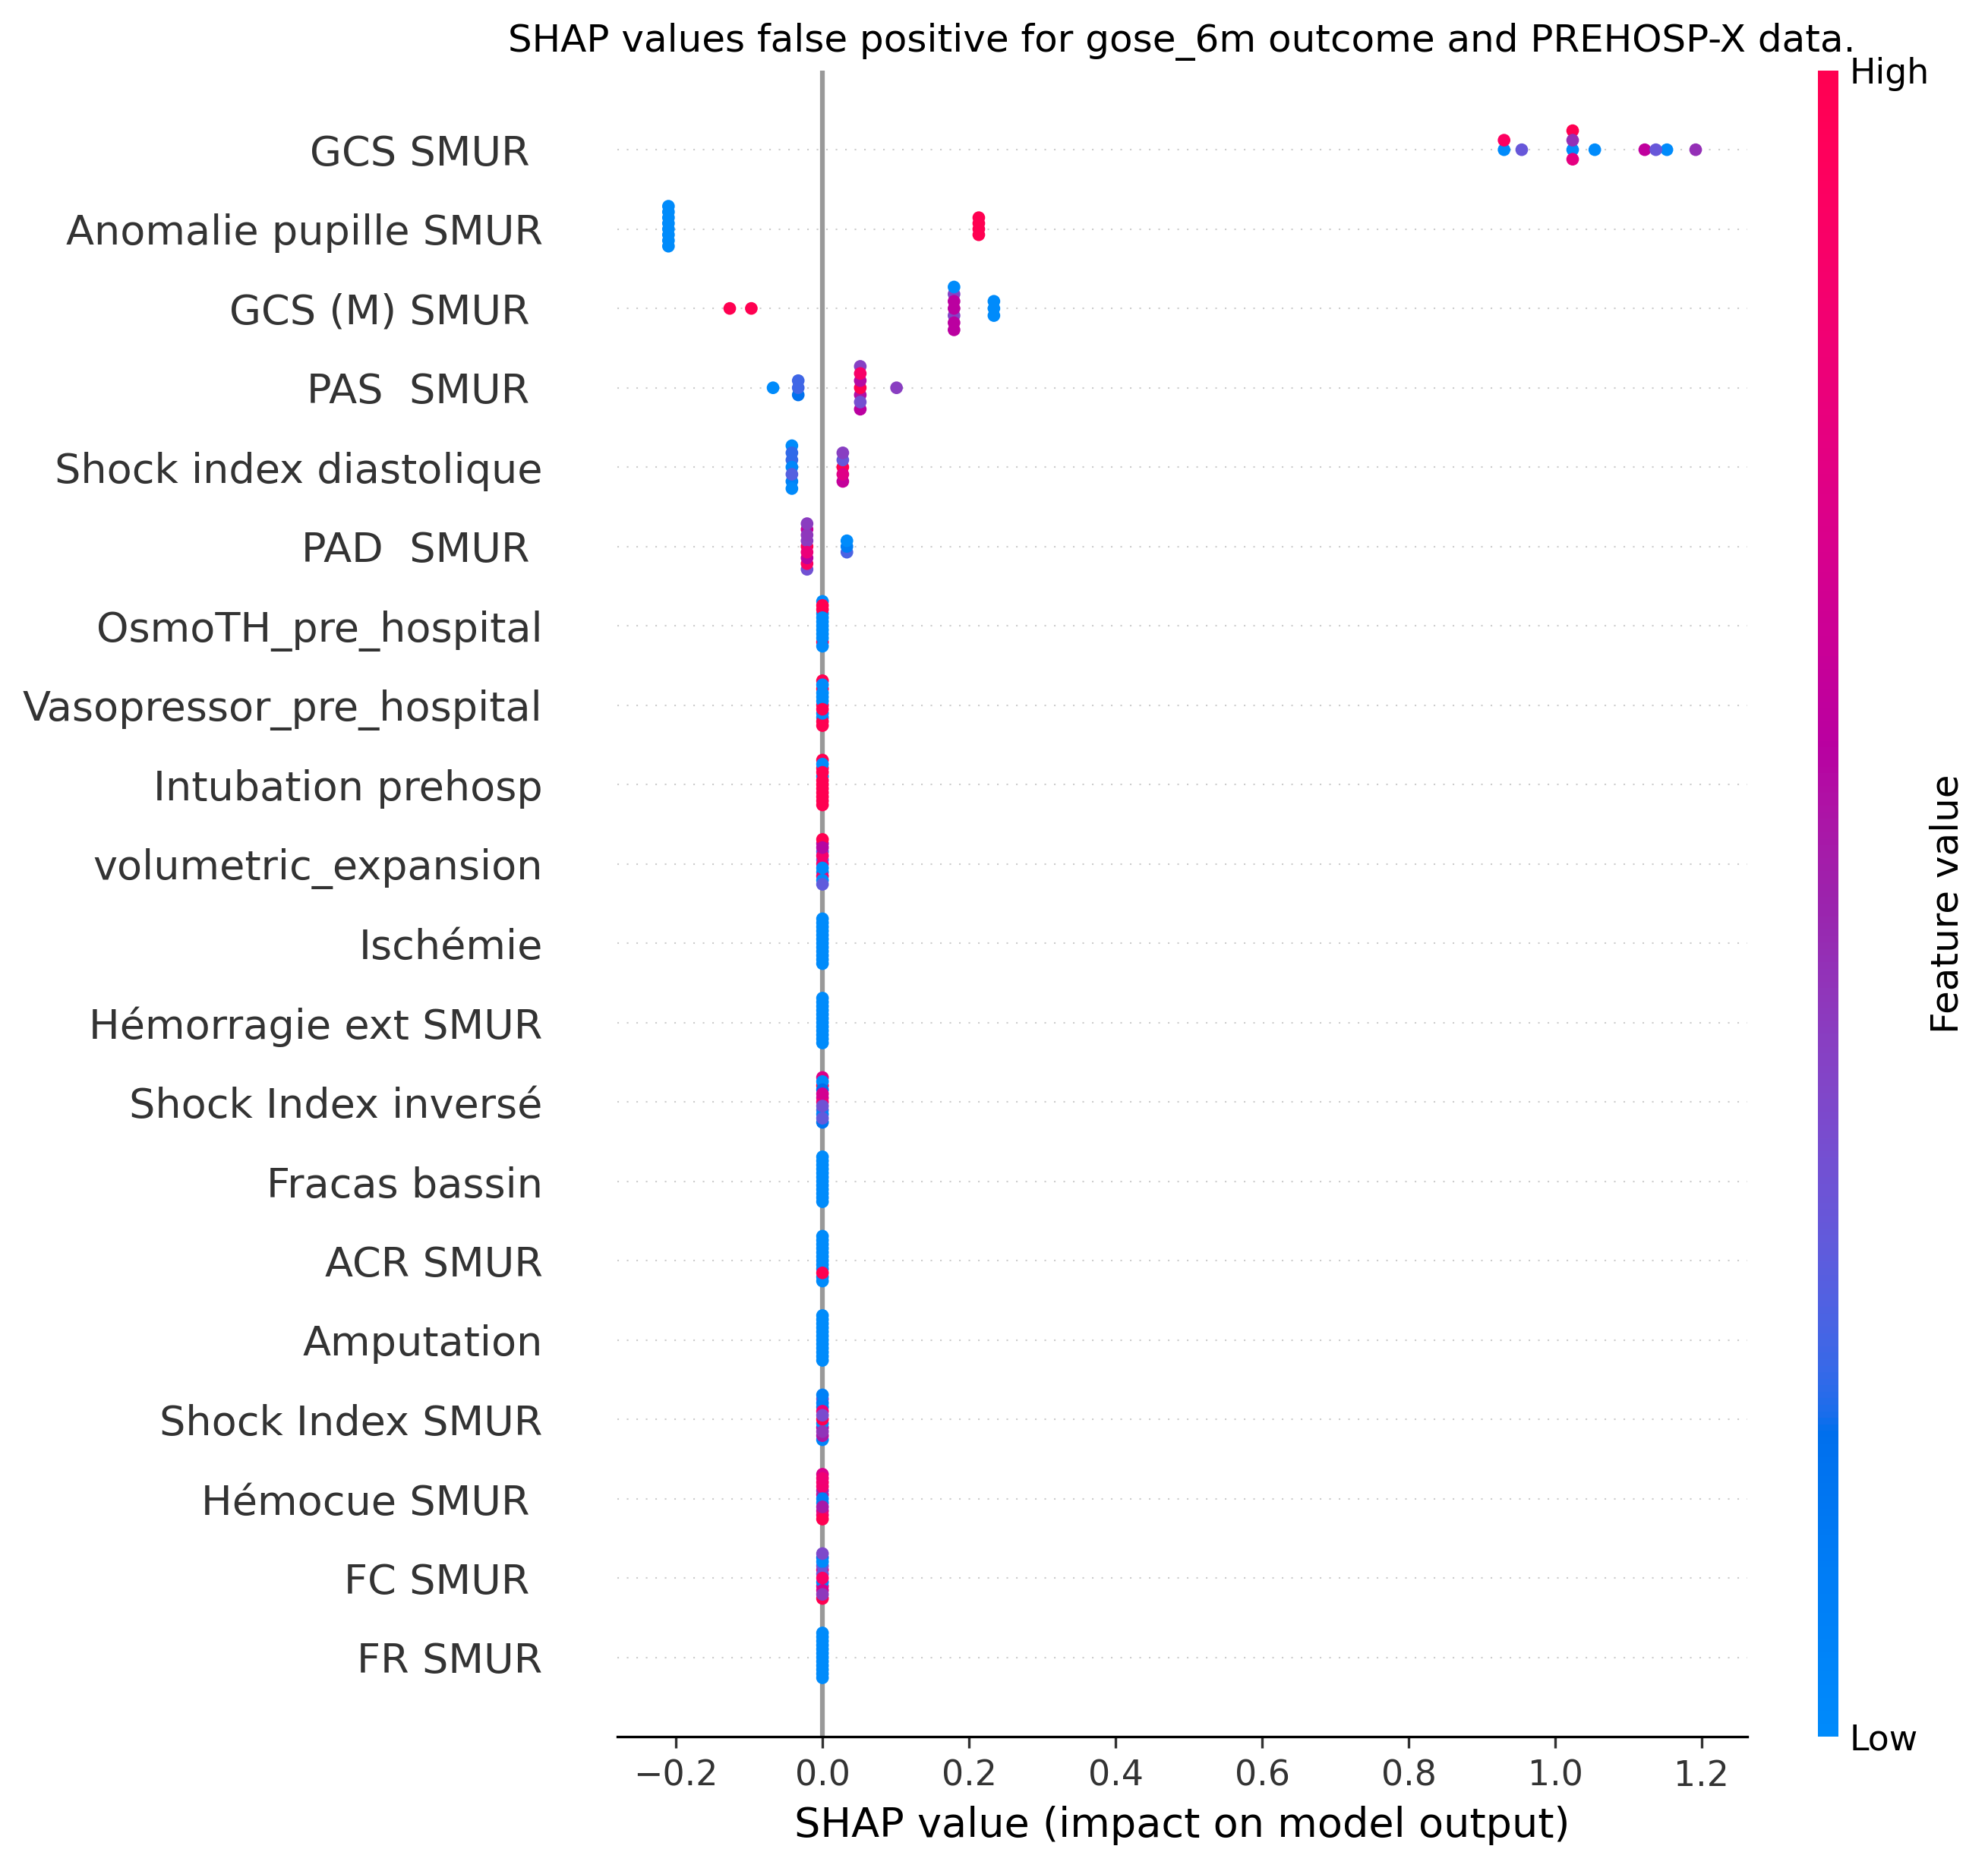 SHAP values false positive for gose_6m outcome and PREHOSP-X data.
High
GCS SMUR
Anomalie pupille SMUR
GCS (M) SMUR
PAS  SMUR
Shock index diastolique
PAD  SMUR
OsmoTH_pre_hospital
Vasopressor_pre_hospital
Intubation prehosp
volumetric_expansion
Ischémie
Hémorragie ext SMUR
Shock Index inversé
Fracas bassin
ACR SMUR
Amputation
Shock Index SMUR
Hémocue SMUR
FC SMUR
FR SMUR
Feature value
Low
−0.2 0.0 0.2 0.4 0.6 0.8 1.0 1.2
SHAP value (impact on model output)